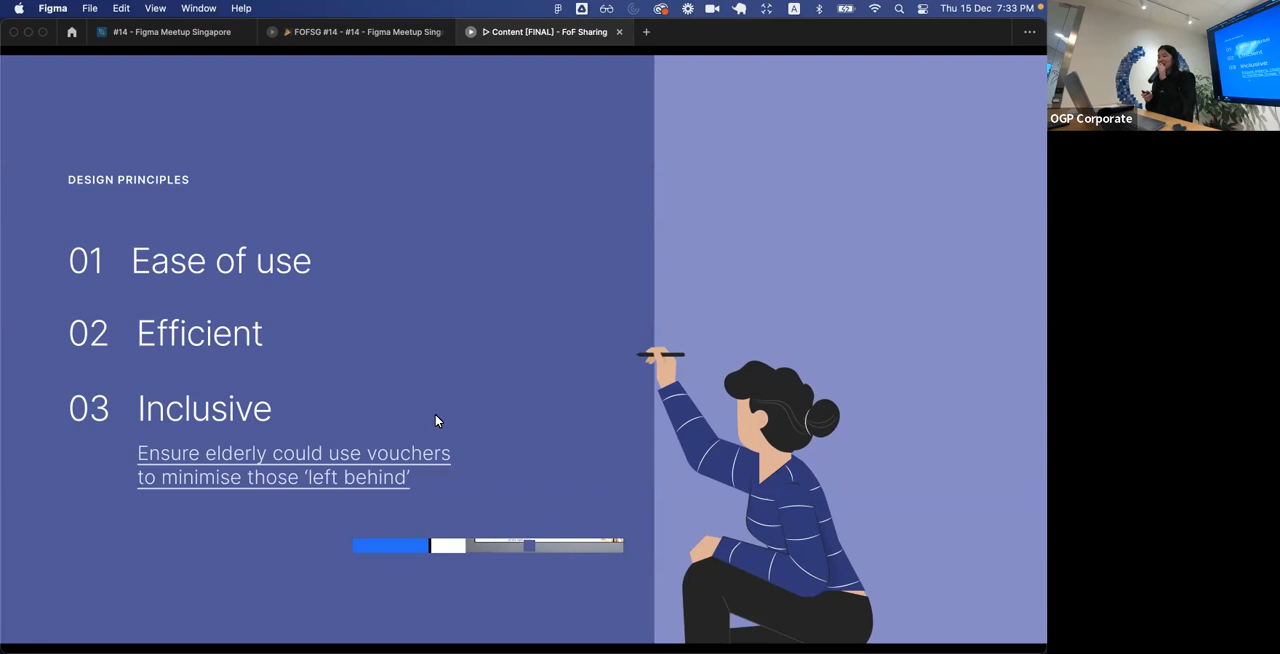 Figma File Edit View Window Help
Thu 15 Dec 7:33 PM
#14 - Figma Meetup Singapore
FOFSG #14 - #14 - Figma Meetup Sing
Content [FINAL] - FoF Sharing
OGP Corporate
DESIGN PRINCIPLES
01 Ease of use
02 Efficient
03 Inclusive
Ensure elderly could use vouchers
to minimise those ‘left behind’